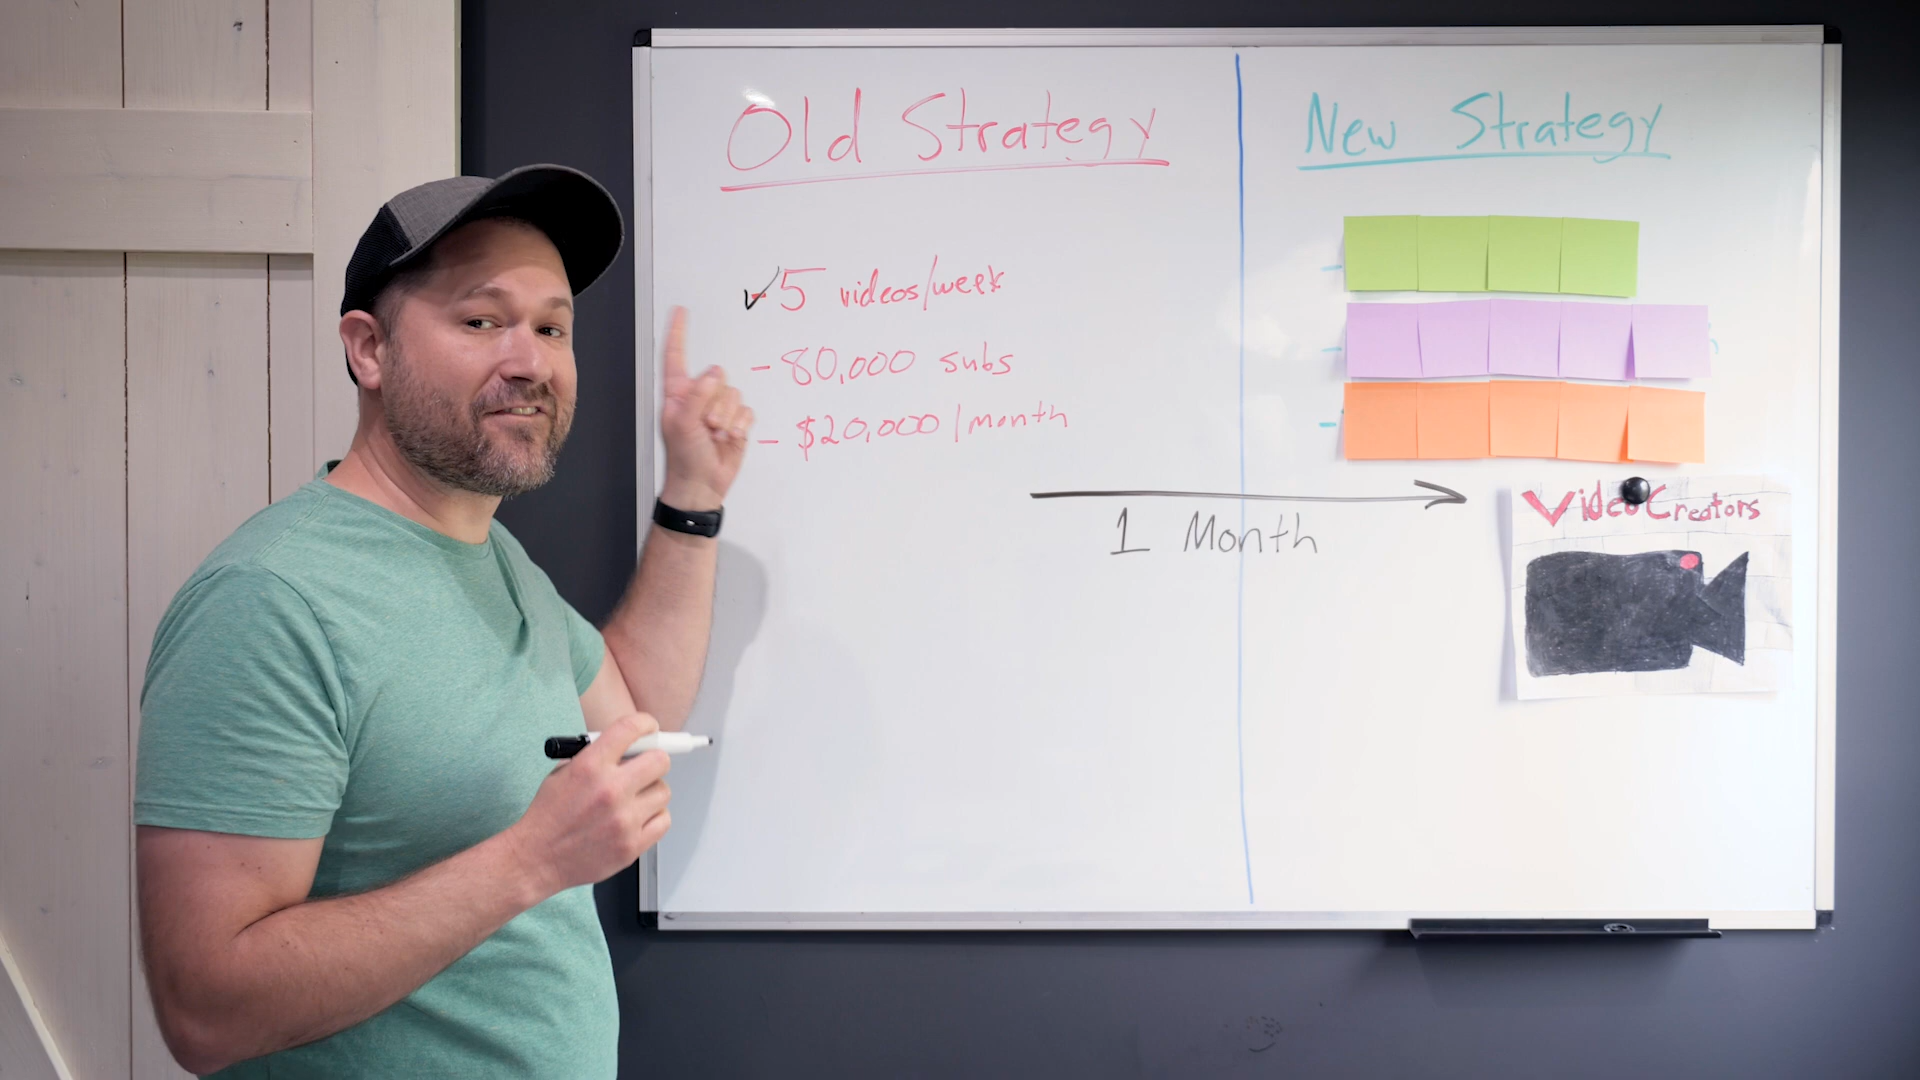 Old Strategy
- 5 videos/week
- 80,000 subs
- $20,000/month
New Strategy
1 Month
VideoCreators